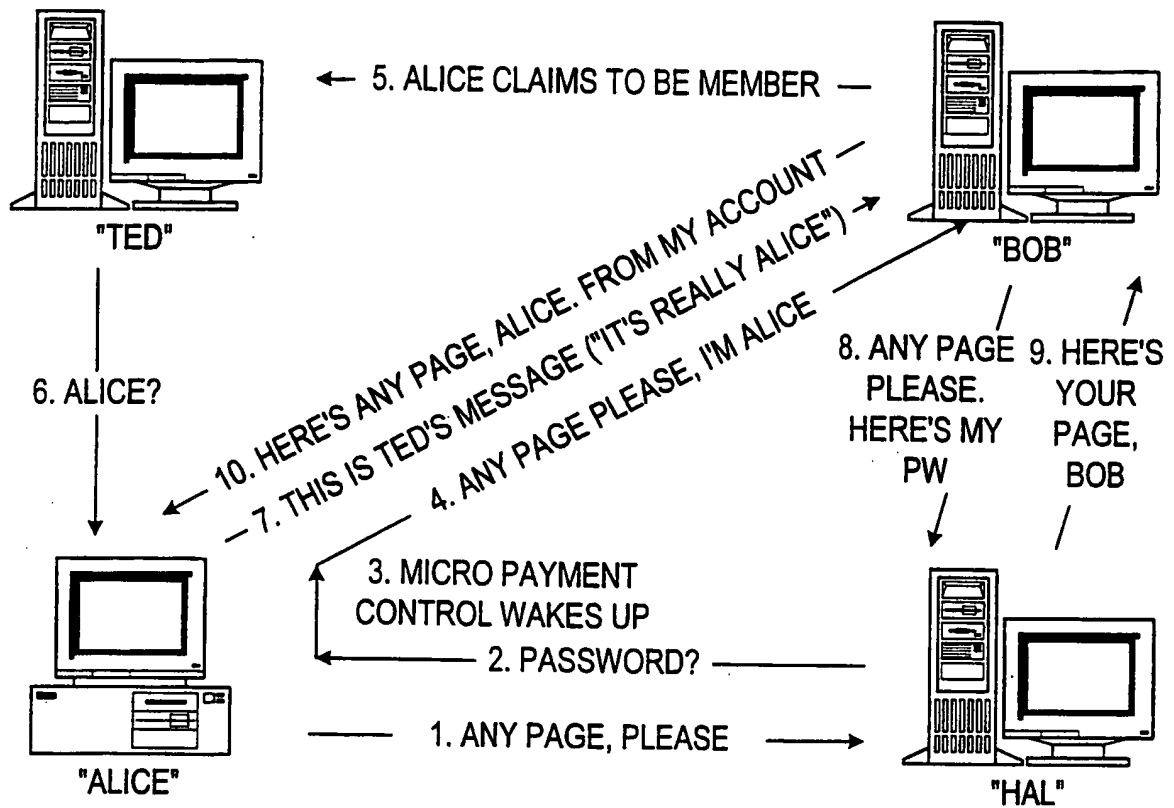 5. ALICE CLAIMS TO BE MEMBER
"TED"
"BOB"
10. HERE'S ANY PAGE, ALICE. FROM MY ACCOUNT
7. THIS IS TED'S MESSAGE ("IT'S REALLY ALICE")
4. ANY PAGE PLEASE, I'M ALICE
6. ALICE?
8. ANY PAGE
PLEASE.
HERE'S MY
PW
9. HERE'S
YOUR
PAGE,
BOB
3. MICRO PAYMENT
CONTROL WAKES UP
2. PASSWORD?
1. ANY PAGE, PLEASE
"ALICE"
"HAL"